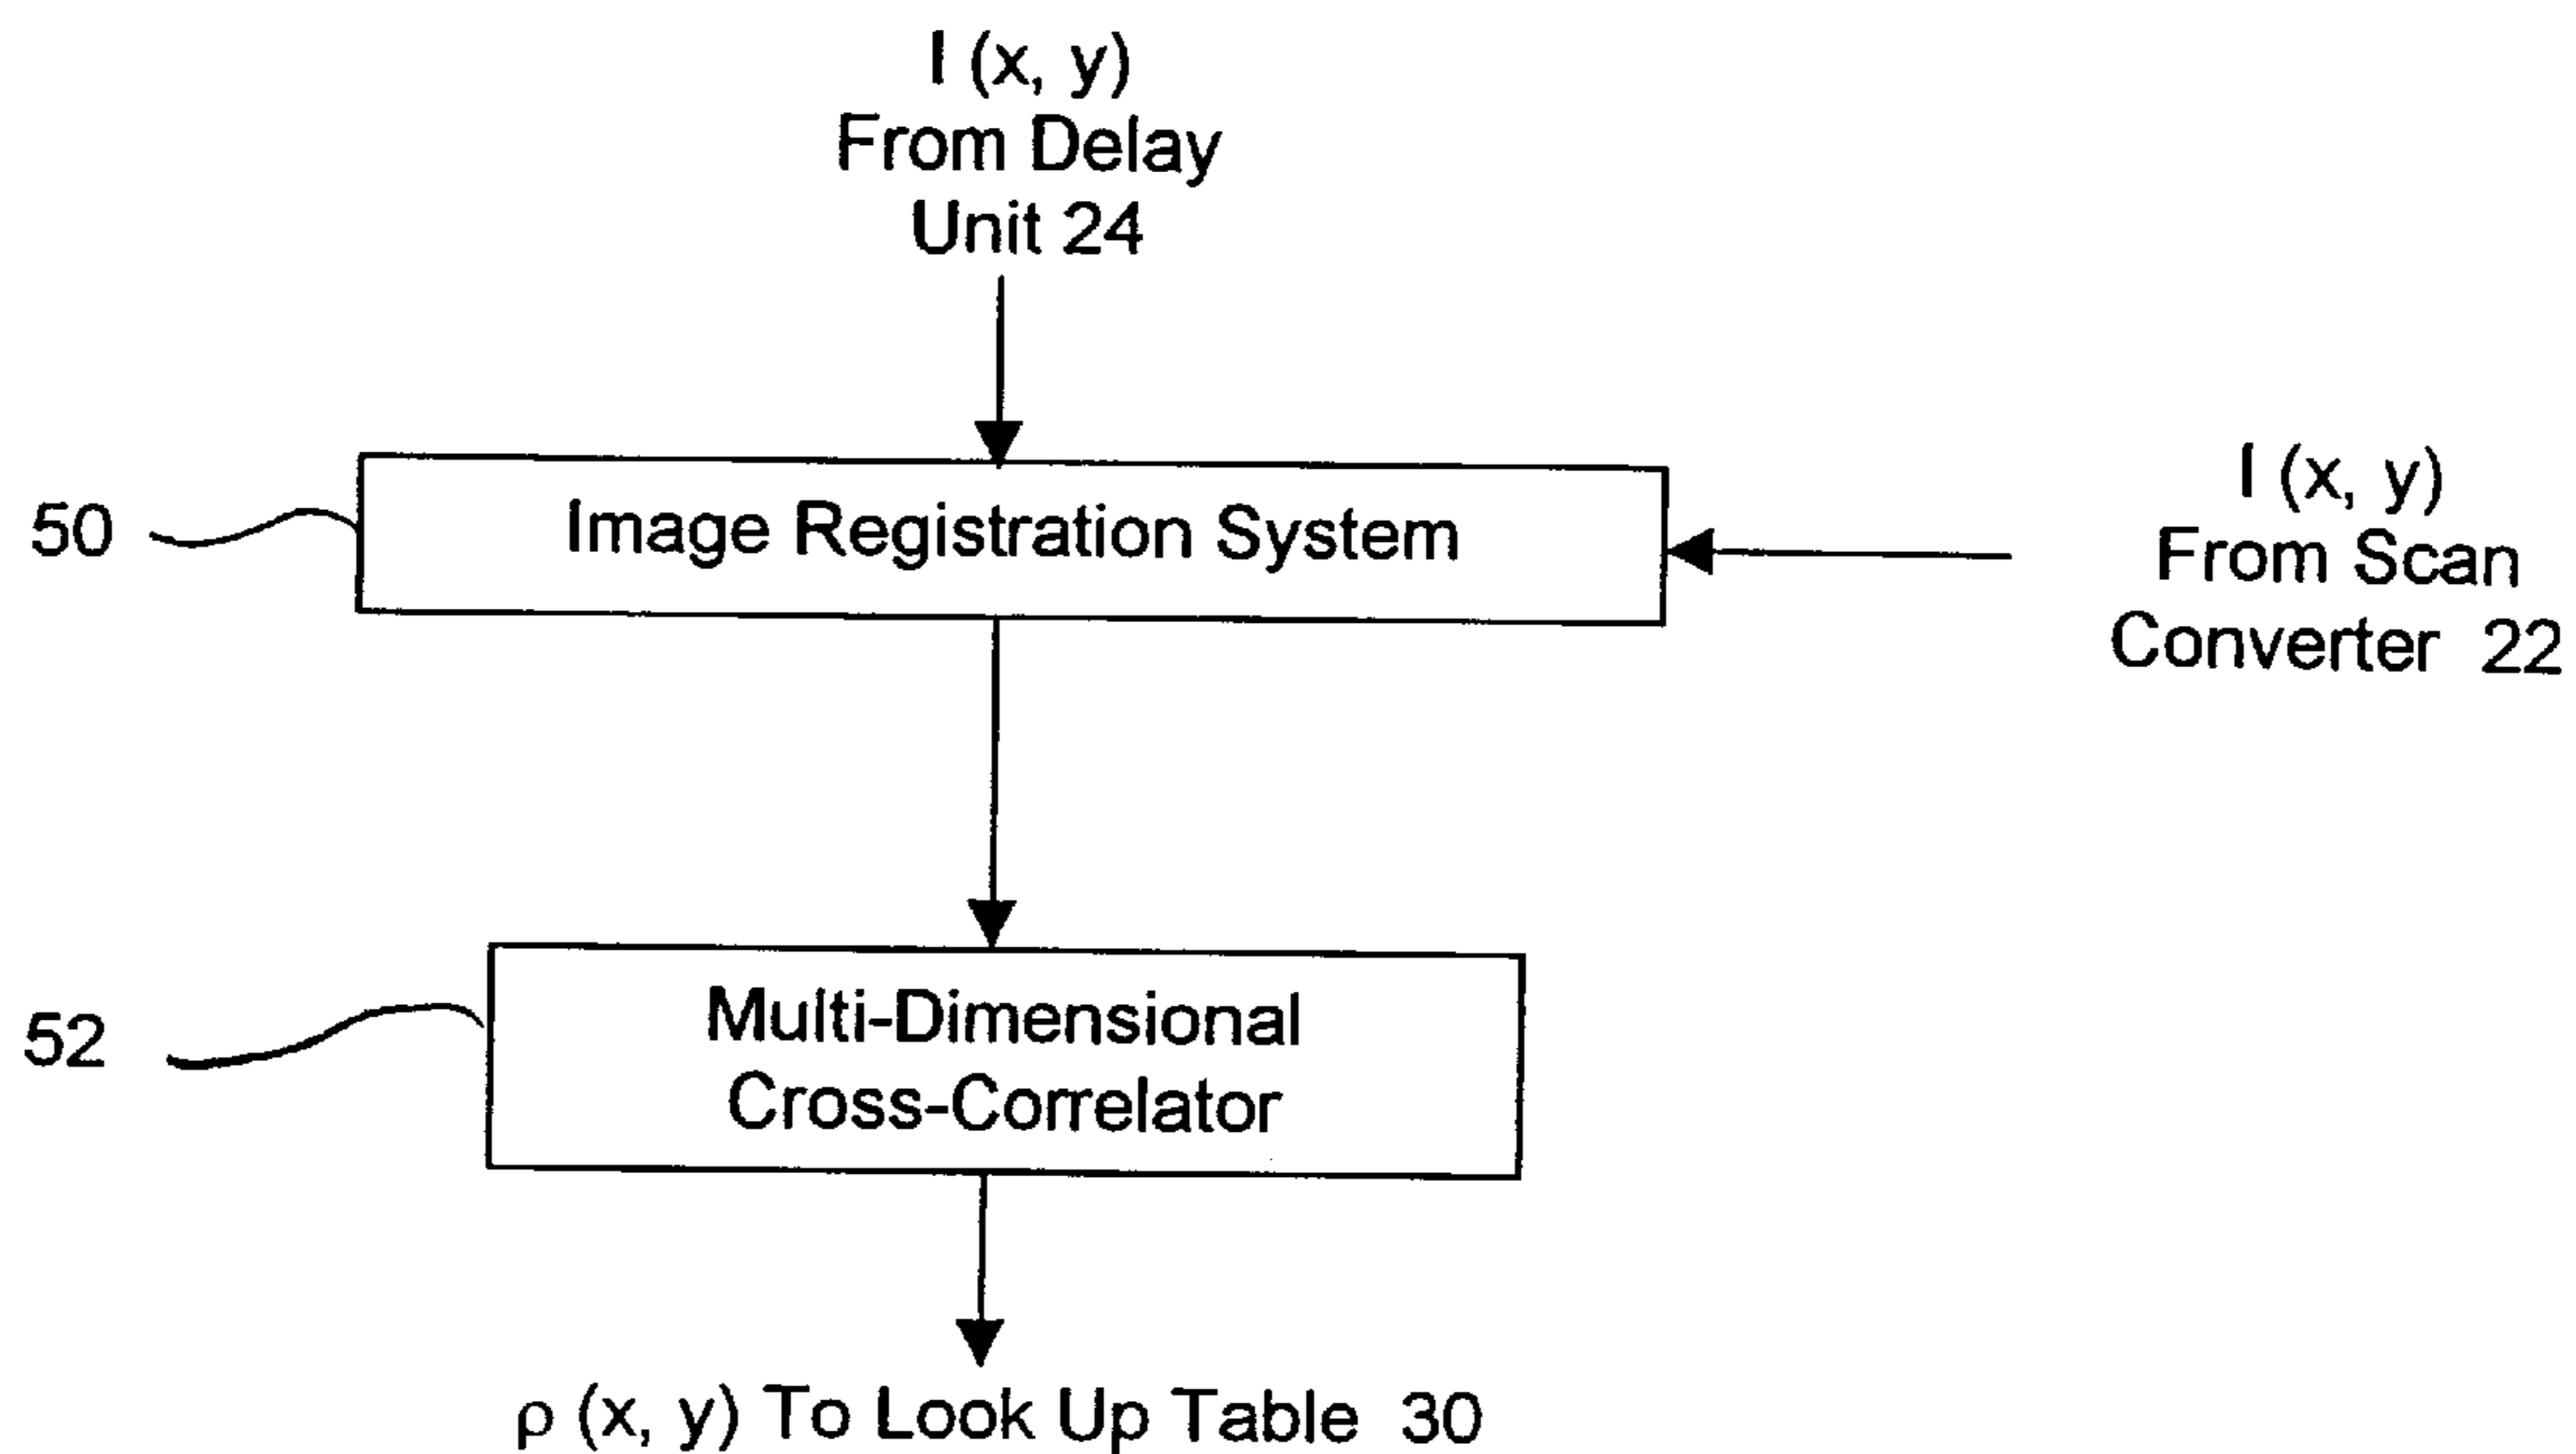 I (x, y)
From Delay
Unit 24
50
Image Registration System
I (x, y)
From Scan
Converter 22
52
Multi-Dimensional
Cross-Correlator
ρ (x, y) To Look Up Table 30